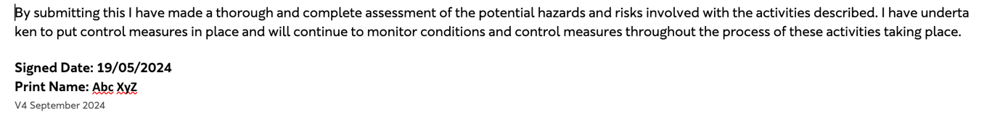 By submitting this I have made a thorough and complete assessment of the potential hazards and risks involved with the activities described. I have underta
ken to put control measures in place and will continue to monitor conditions and control measures throughout the process of these activities taking place.
Signed Date: 19/05/2024
Print Name: Abc XyZ
V4 September 2024